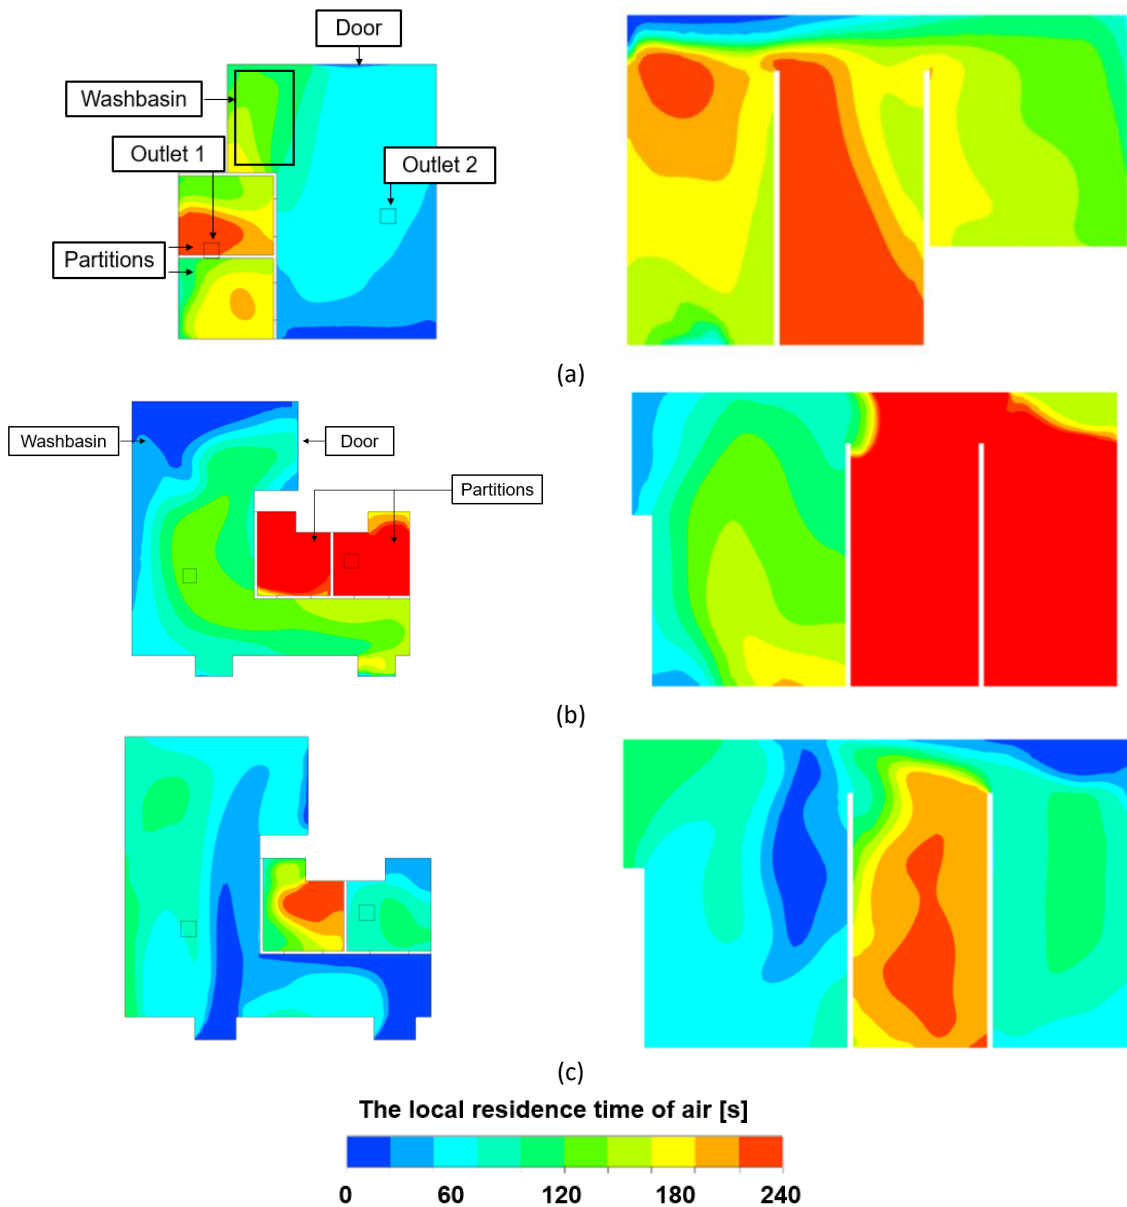 Door
Washbasin
Outlet 1
Outlet 2
Partitions
(a)
Washbasin
Door
Partitions
(b)
(c)
The local residence time of air [s]
0 60 120 180 240